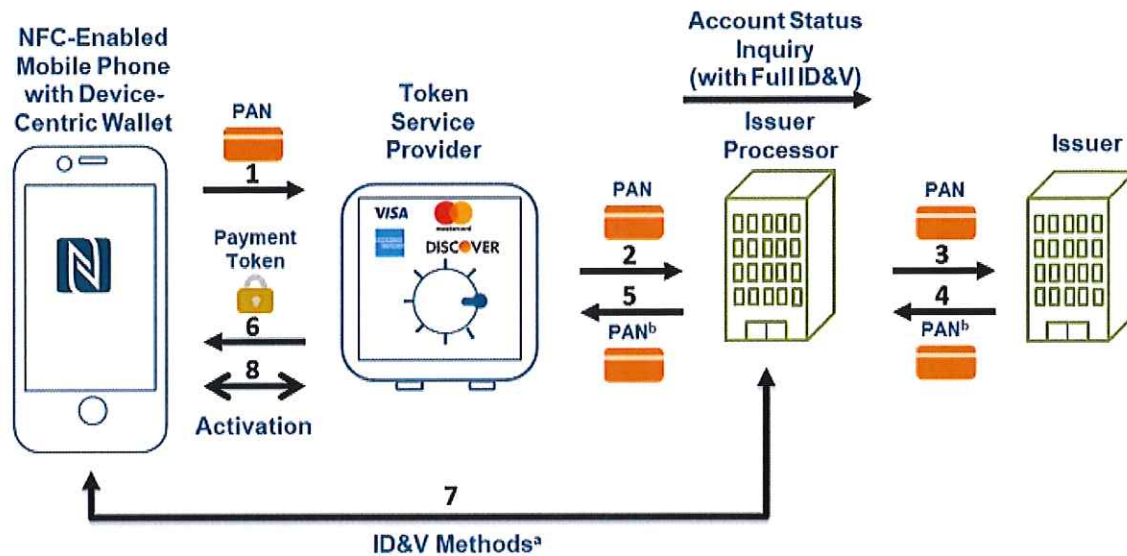 NFC-Enabled
Mobile Phone
with Device-
Centric Wallet
PAN
1
Payment
Token
6
8
Activation
Token
Service
Provider
VISA
mastercard
DISCOVER
PAN
2
5
PANᵇ
Account Status
Inquiry
(with Full ID&V)
Issuer
Processor
PAN
3
4
PANᵇ
Issuer
7
ID&V Methodsᵃ